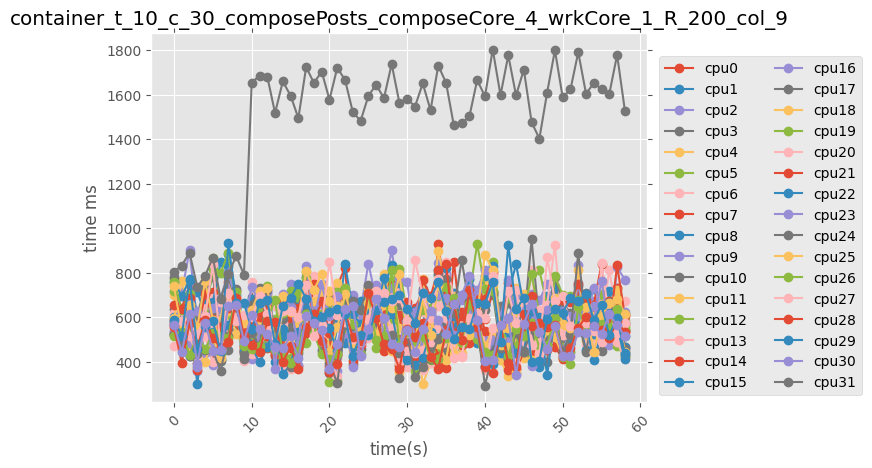 container_t_10_c_30_composePosts_composeCore_4_wrkCore_1_R_200_col_9
time ms
1800
1600
1400
1200
1000
800
600
400
0
10
20
30
40
50
60
time(s)
cpu0
cpu1
cpu2
cpu3
cpu4
cpu5
cpu6
cpu7
cpu8
cpu9
cpu10
cpu11
cpu12
cpu13
cpu14
cpu15
cpu16
cpu17
cpu18
cpu19
cpu20
cpu21
cpu22
cpu23
cpu24
cpu25
cpu26
cpu27
cpu28
cpu29
cpu30
cpu31